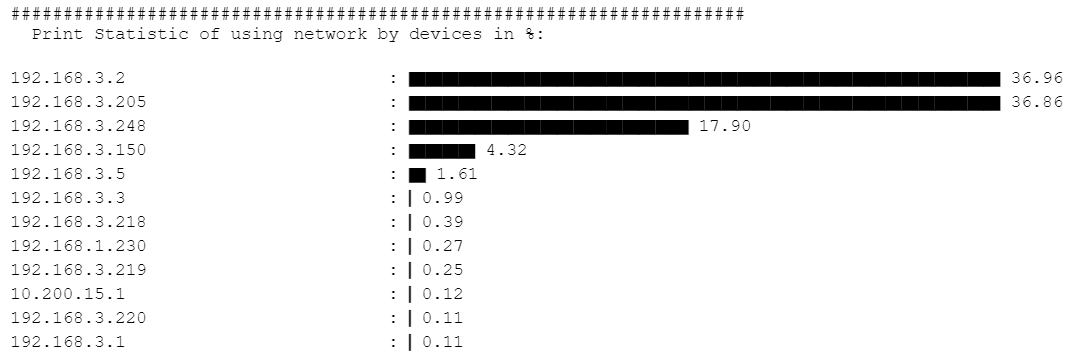 ######################################################################
Print Statistic of using network by devices in %:
192.168.3.2 : 36.96
192.168.3.205 : 36.86
192.168.3.248 : 17.90
192.168.3.150 : 4.32
192.168.3.5 : 1.61
192.168.3.3 : 0.99
192.168.3.218 : 0.39
192.168.1.230 : 0.27
192.168.3.219 : 0.25
10.200.15.1 : 0.12
192.168.3.220 : 0.11
192.168.3.1 : 0.11